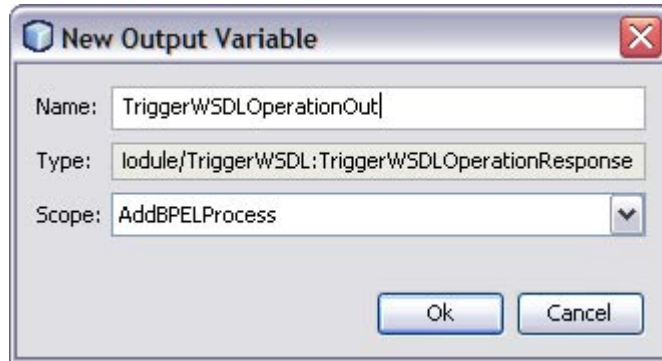 New Output Variable
Name: TriggerWSDLOperationOut
Type: lodule/TriggerWSDL:TriggerWSDLOperationResponse
Scope: AddBPELProcess
Ok Cancel